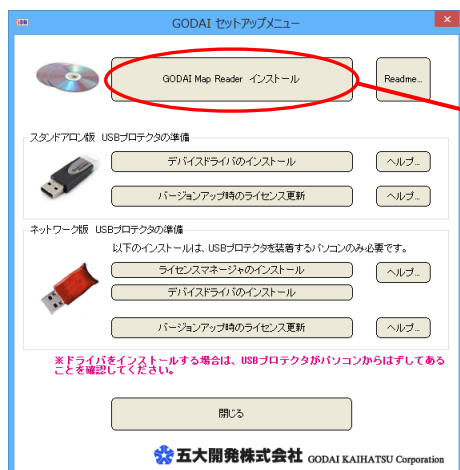 GODAI セットアップメニュー
GODAI Map Reader インストール
Readme...
スタンドアロン版 USBプロテクタの準備
デバイスドライバのインストール
ヘルプ...
バージョンアップ時のライセンス更新
ヘルプ...
ネットワーク版 USBプロテクタの準備
以下のインストールは、USBプロテクタを装着するパソコンのみ必要です。
ライセンスマネージャのインストール
ヘルプ...
デバイスドライバのインストール
バージョンアップ時のライセンス更新
ヘルプ...
※ドライバをインストールする場合は、USBプロテクタがパソコンからはずしてある
ことを確認してください。
閉じる
五大開発株式会社 GODAI KAIHATSU Corporation